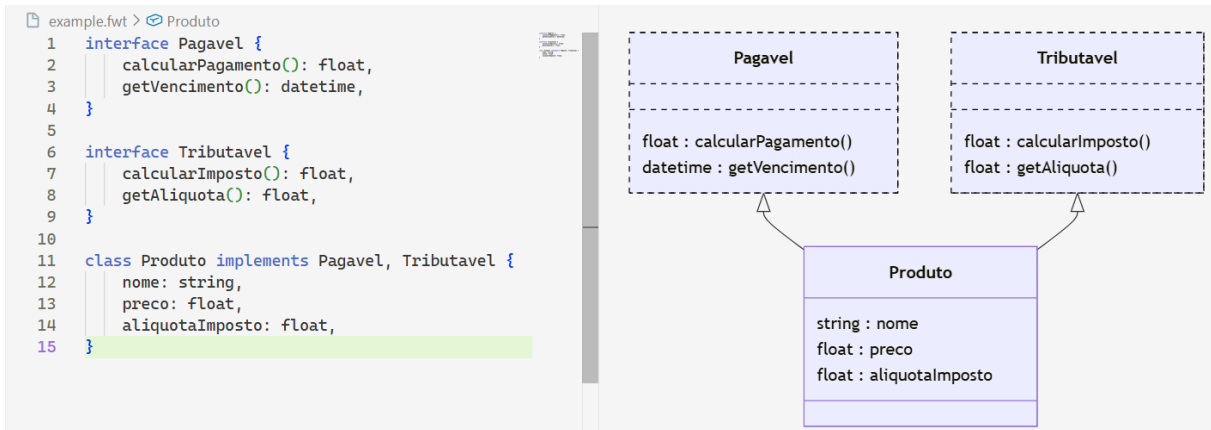 example.fwt > Produto
1 interface Pagavel {
2 calcularPagamento(): float,
3 getVencimento(): datetime,
4 }
5
6 interface Tributavel {
7 calcularImposto(): float,
8 getAliquota(): float,
9 }
10
11 class Produto implements Pagavel, Tributavel {
12 nome: string,
13 preco: float,
14 aliquotaImposto: float,
15 }
Pagavel
float : calcularPagamento()
datetime : getVencimento()
Tributavel
float : calcularImposto()
float : getAliquota()
Produto
string : nome
float : preco
float : aliquotaImposto